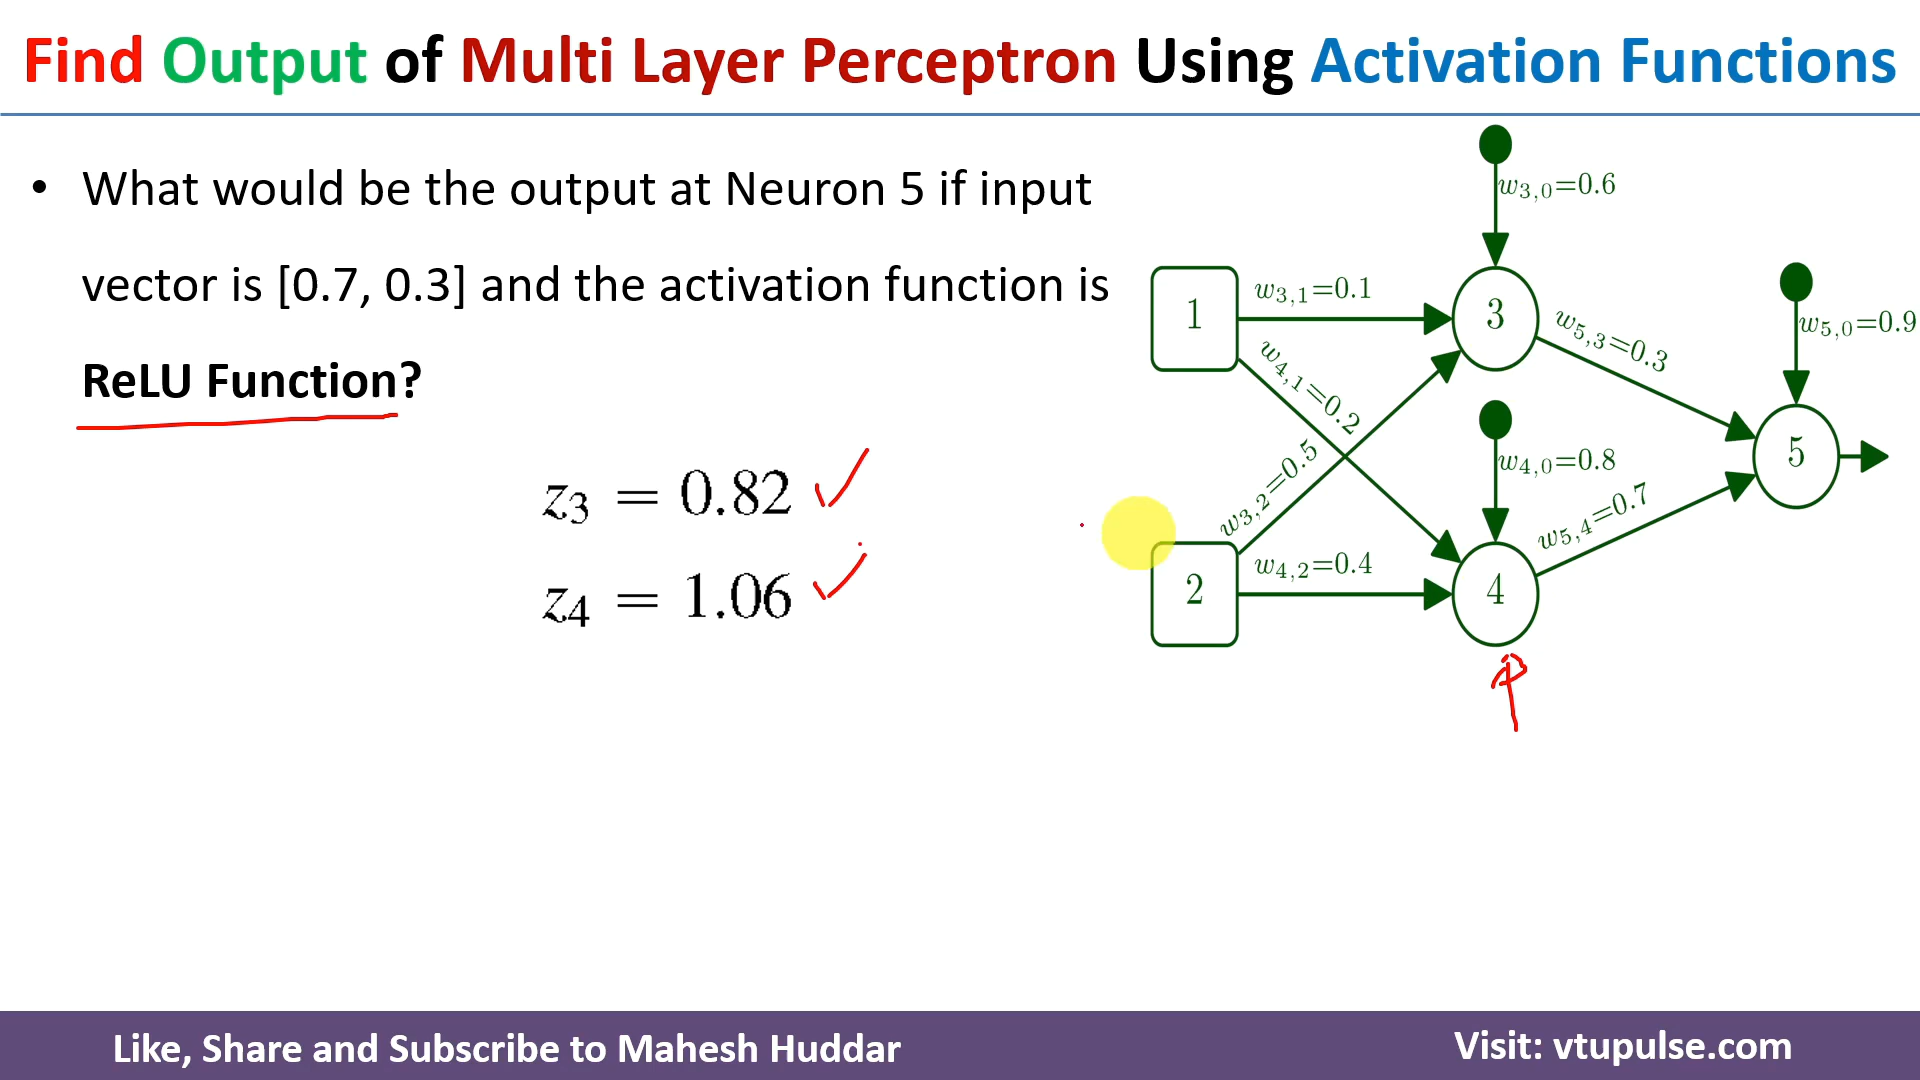 Find Output of Multi Layer Perceptron Using Activation Functions
• What would be the output at Neuron 5 if input
vector is [0.7, 0.3] and the activation function is
ReLU Function?
z3 = 0.82
z4 = 1.06
w3,0=0.6
w3,1=0.1
w4,1=0.2
w3,2=0.5
w4,2=0.4
w4,0=0.8
w5,3=0.3
w5,4=0.7
w5,0=0.9
1
2
3
4
5
Like, Share and Subscribe to Mahesh Huddar
Visit: vtupulse.com